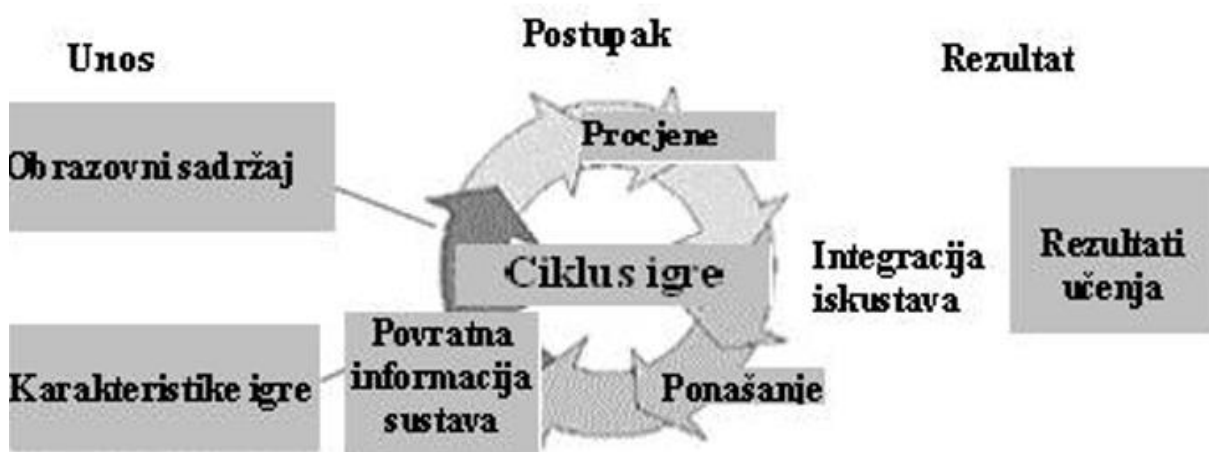 Unos
Postupak
Rezultat
Obrazovni sadržaj
Procjene
Ciklus igre
Integracija
iskustava
Rezultati
učenja
Karakteristike igre
Povratna
informacija
sustava
Ponašanje